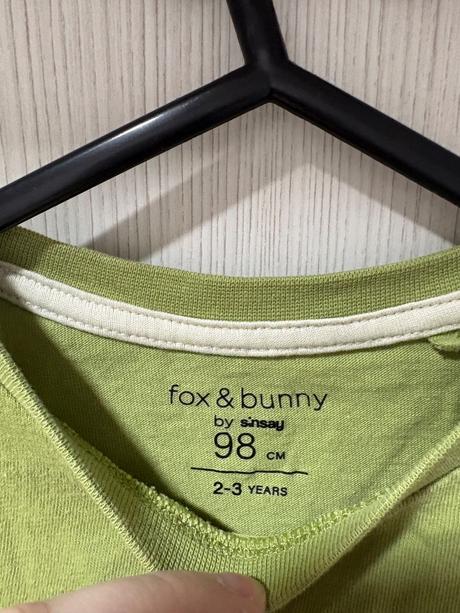 fox & bunny
by sinsay
98 CM
2-3 YEARS